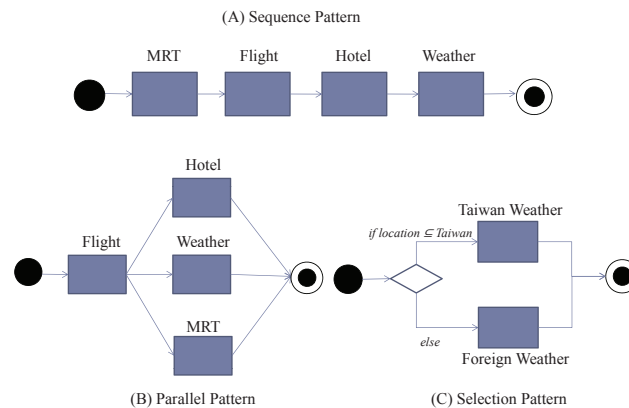 (A) Sequence Pattern
MRT Flight Hotel Weather
Hotel
Flight
Weather
MRT
(B) Parallel Pattern
Taiwan Weather
if location ⊆ Taiwan
else
Foreign Weather
(C) Selection Pattern